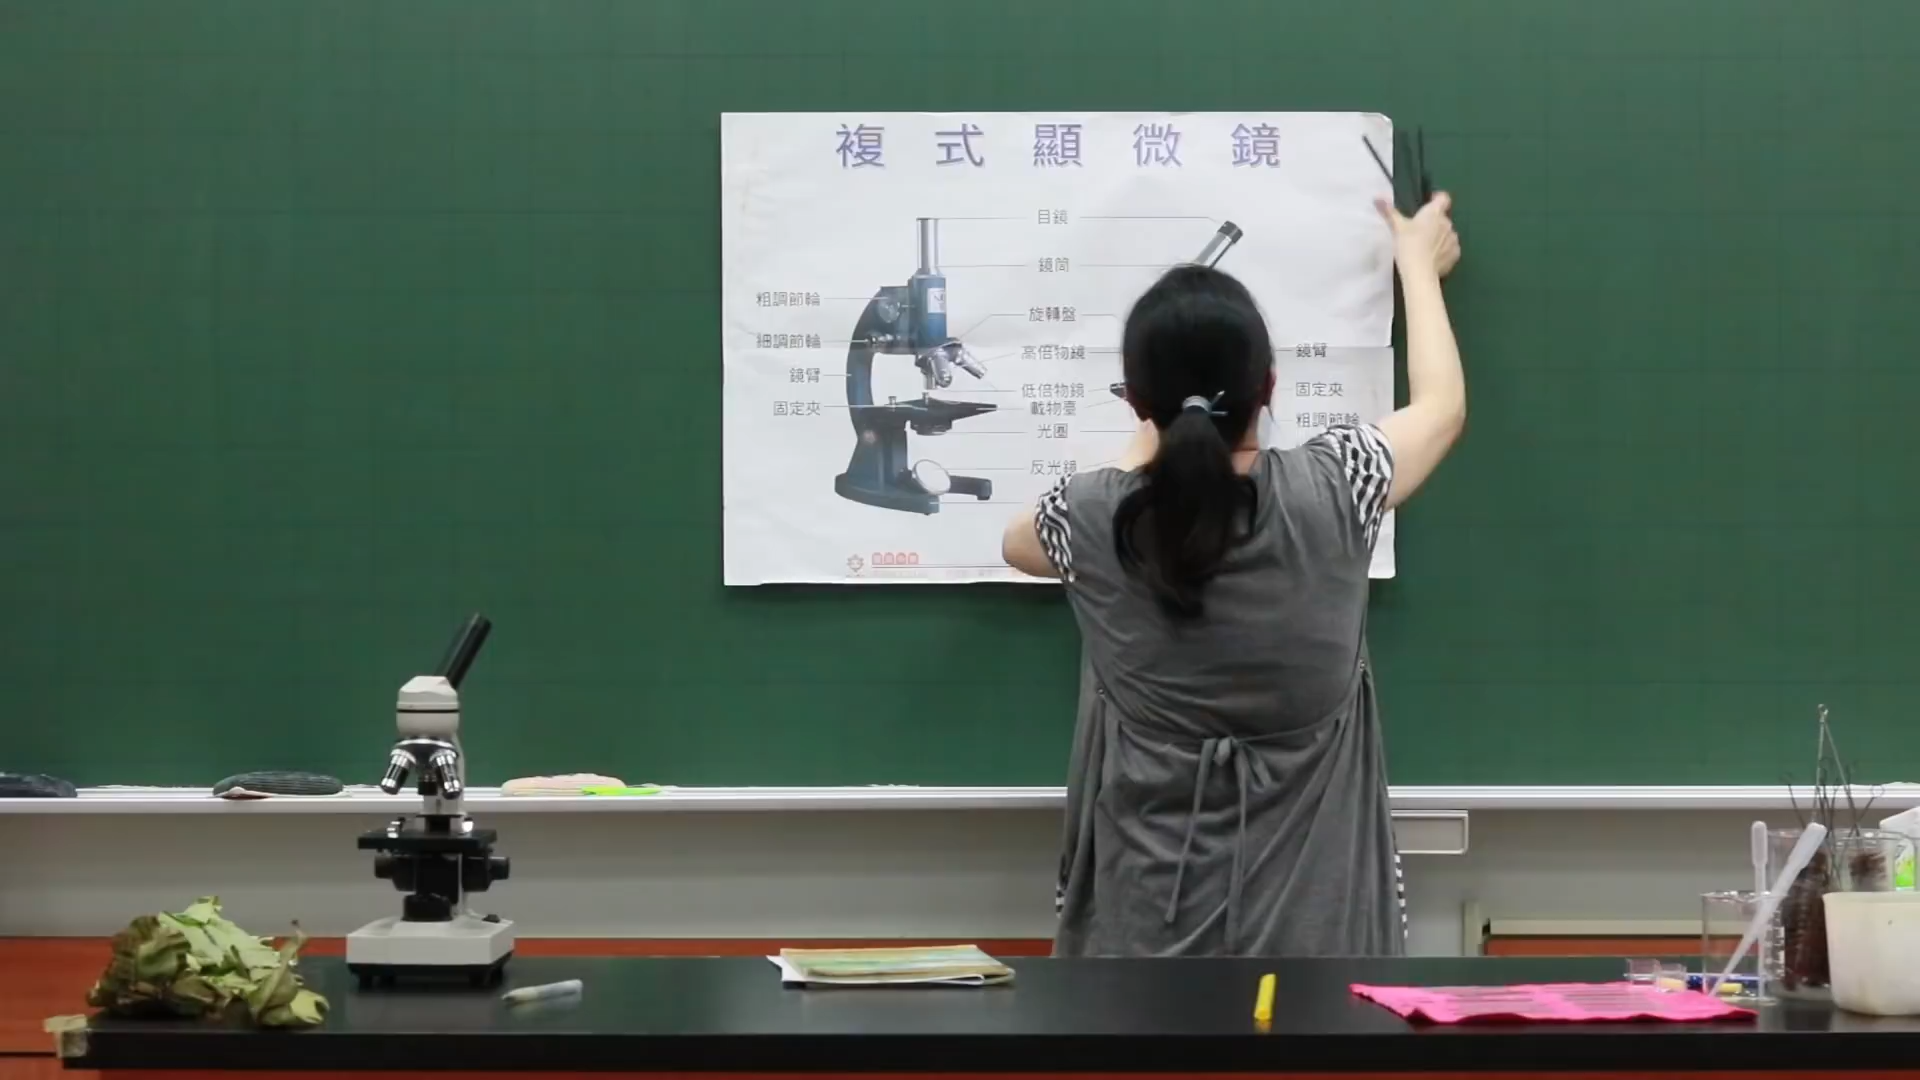 複式顯微鏡
目鏡
鏡筒
粗調節輪
旋轉盤
細調節輪
高倍物鏡
鏡臂
鏡臂
低倍物鏡
固定夾
固定夾
載物臺
粗調節輪
光圈
反光鏡